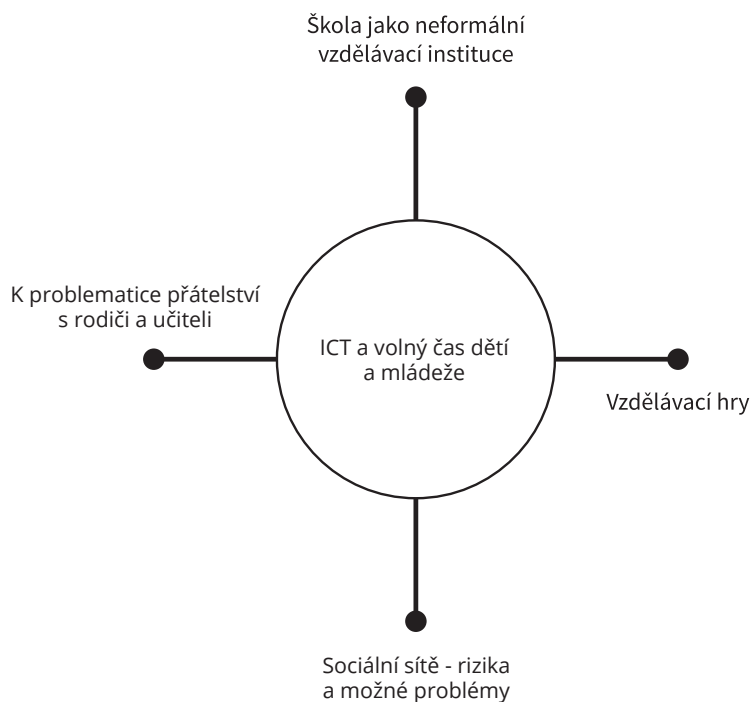 Škola jako neformální
vzdělávací instituce
K problematice přátelství
s rodiči a učiteli
ICT a volný čas dětí
a mládeže
Vzdělávací hry
Sociální sítě - rizika
a možné problémy